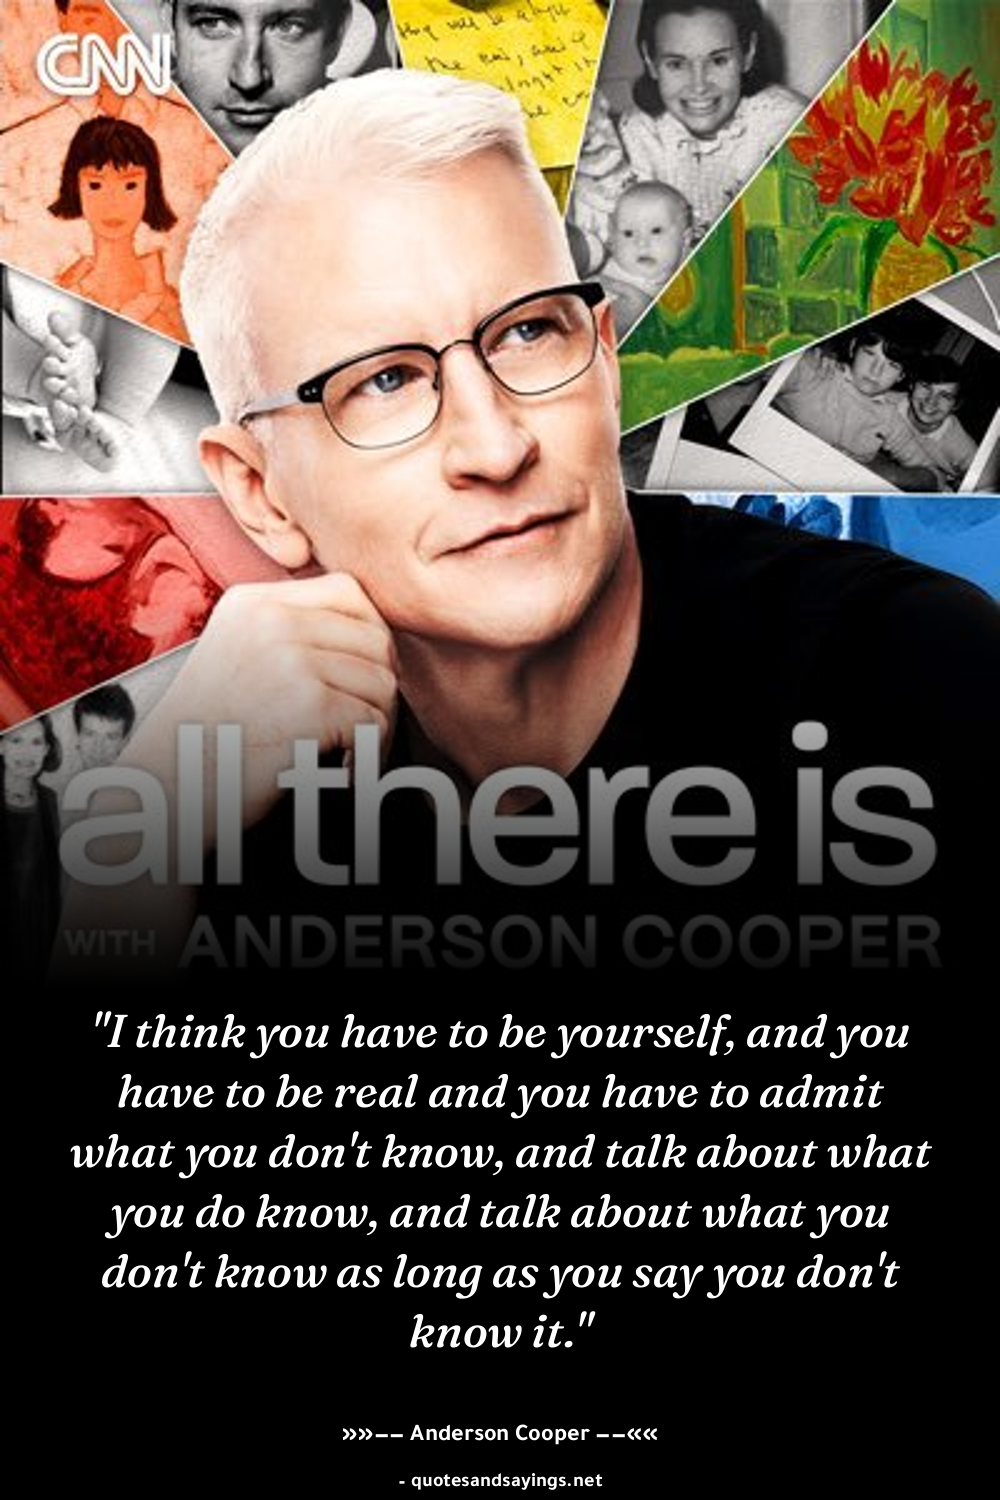 CNN
all there is
WITH ANDERSON COOPER
"I think you have to be yourself, and you
have to be real and you have to admit
what you don't know, and talk about what
you do know, and talk about what you
don't know as long as you say you don't
know it."
»»–– Anderson Cooper ––««
- quotesandsayings.net